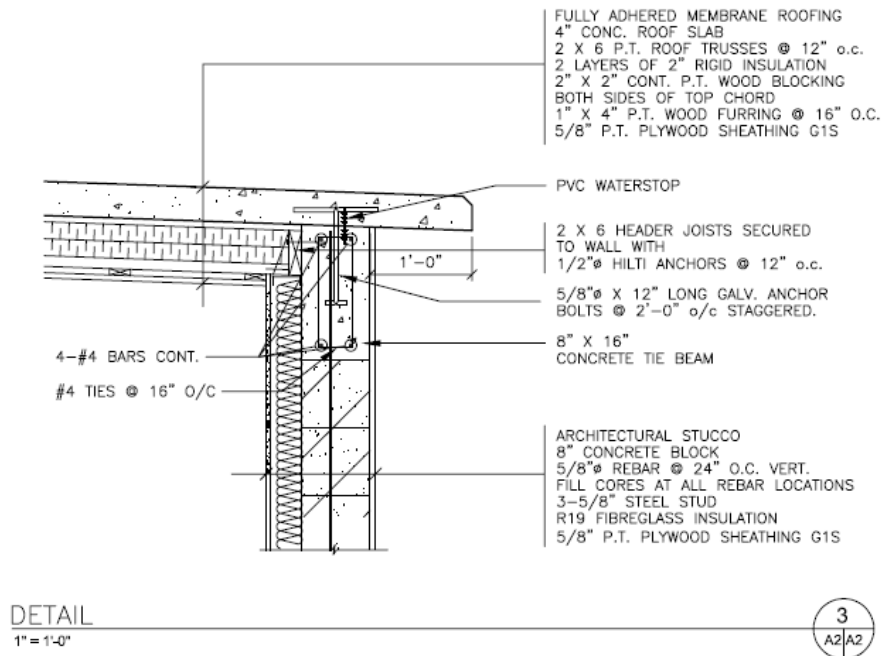 FULLY ADHERED MEMBRANE ROOFING
4" CONC. ROOF SLAB
2 X 6 P.T. ROOF TRUSSES @ 12" o.c.
2 LAYERS OF 2" RIGID INSULATION
2" X 2" CONT. P.T. WOOD BLOCKING
BOTH SIDES OF TOP CHORD
1" X 4" P.T. WOOD FURRING @ 16" O.C.
5/8" P.T. PLYWOOD SHEATHING G1S
PVC WATERSTOP
2 X 6 HEADER JOISTS SECURED
TO WALL WITH
1/2"ø HILTI ANCHORS @ 12" o.c.
1'-0"
5/8"ø X 12" LONG GALV. ANCHOR
BOLTS @ 2'-0" o/c STAGGERED.
8" X 16"
CONCRETE TIE BEAM
4-#4 BARS CONT.
#4 TIES @ 16" O/C
ARCHITECTURAL STUCCO
8" CONCRETE BLOCK
5/8"ø REBAR @ 24" O.C. VERT.
FILL CORES AT ALL REBAR LOCATIONS
3-5/8" STEEL STUD
R19 FIBREGLASS INSULATION
5/8" P.T. PLYWOOD SHEATHING G1S
DETAIL
1" = 1'-0"
3
A2 A2